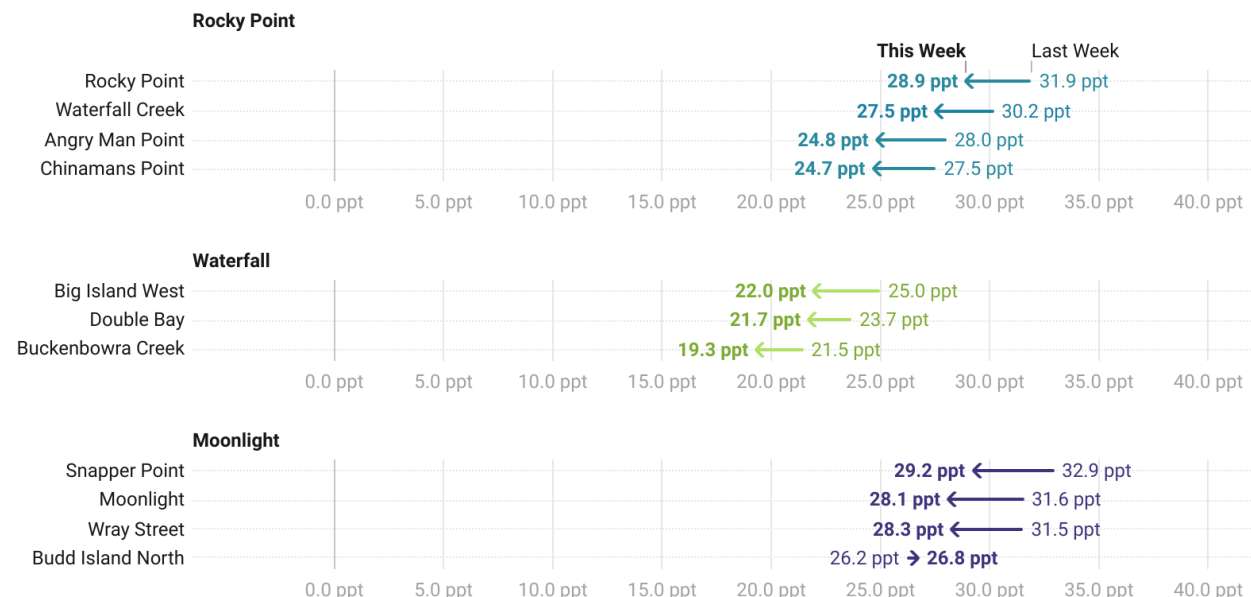 Rocky Point
This Week Last Week
Rocky Point 28.9 ppt 31.9 ppt
Waterfall Creek 27.5 ppt 30.2 ppt
Angry Man Point 24.8 ppt 28.0 ppt
Chinamans Point 24.7 ppt 27.5 ppt
0.0 ppt 5.0 ppt 10.0 ppt 15.0 ppt 20.0 ppt 25.0 ppt 30.0 ppt 35.0 ppt 40.0 ppt
Waterfall
Big Island West 22.0 ppt 25.0 ppt
Double Bay 21.7 ppt 23.7 ppt
Buckenbowra Creek 19.3 ppt 21.5 ppt
0.0 ppt 5.0 ppt 10.0 ppt 15.0 ppt 20.0 ppt 25.0 ppt 30.0 ppt 35.0 ppt 40.0 ppt
Moonlight
Snapper Point 29.2 ppt 32.9 ppt
Moonlight 28.1 ppt 31.6 ppt
Wray Street 28.3 ppt 31.5 ppt
Budd Island North 26.2 ppt 26.8 ppt
0.0 ppt 5.0 ppt 10.0 ppt 15.0 ppt 20.0 ppt 25.0 ppt 30.0 ppt 35.0 ppt 40.0 ppt